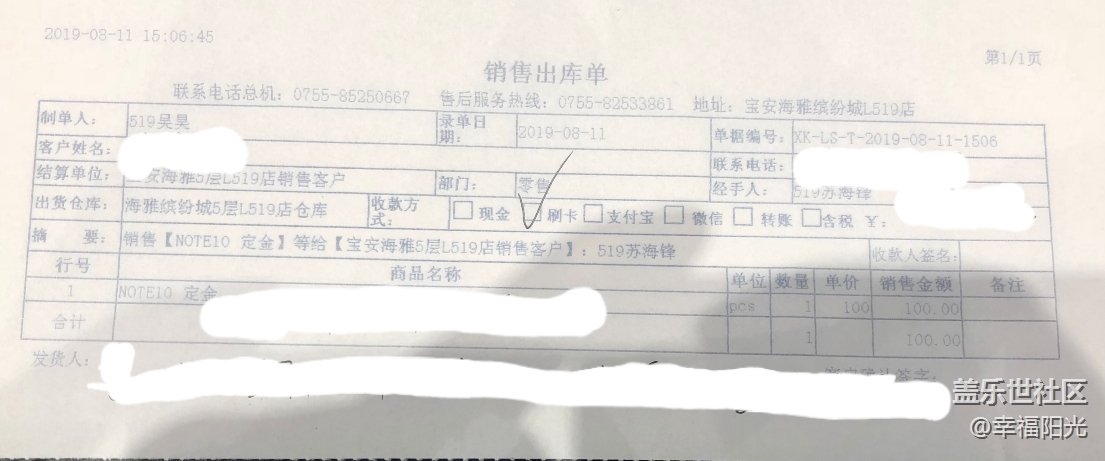 2019-08-11 15:06:45
第1/1页
销售出库单
联系电话总机: 0755-85250667 售后服务热线: 0755-82533861 地址: 宝安海雅缤纷城L519店
制单人: 519吴昊 录单日期: 2019-08-11 单据编号: XK-LS-T-2019-08-11-1506
客户姓名: 联系电话:
结算单位: 宝安海雅5层L519店销售客户 部门: 零售 经手人: 519苏海锋
出货仓库: 海雅缤纷城5层L519店仓库 收款方式: 现金 刷卡 支付宝 微信 转账 含税 ¥:
摘 要: 销售【NOTE10 定金】等给【宝安海雅5层L519店销售客户】: 519苏海锋 收款人签名:
行号 商品名称 单位 数量 单价 销售金额 备注
1 NOTE10 定金 pcs 1 100 100.00
合计 1 100.00
发货人:
盖乐世社区
@幸福阳光